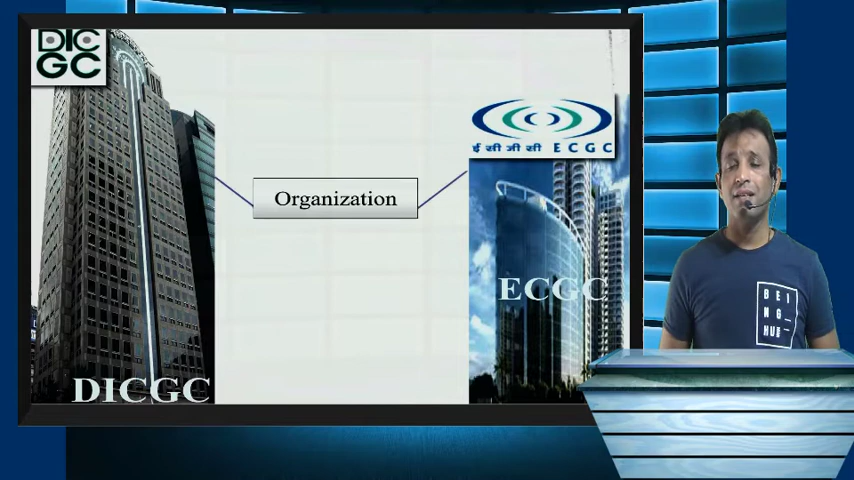 DIC
GC
ई सी जी सी ECGC
Organization
ECGC
DICGC
BEI
NG
HUE